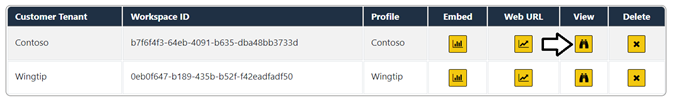 Customer Tenant Workspace ID Profile Embed Web URL View Delete
Contoso b7f6f4f3-64eb-4091-b635-dba48bb3733d Contoso
Wingtip 0eb0f647-b189-435b-b52f-f42eadfadf50 Wingtip